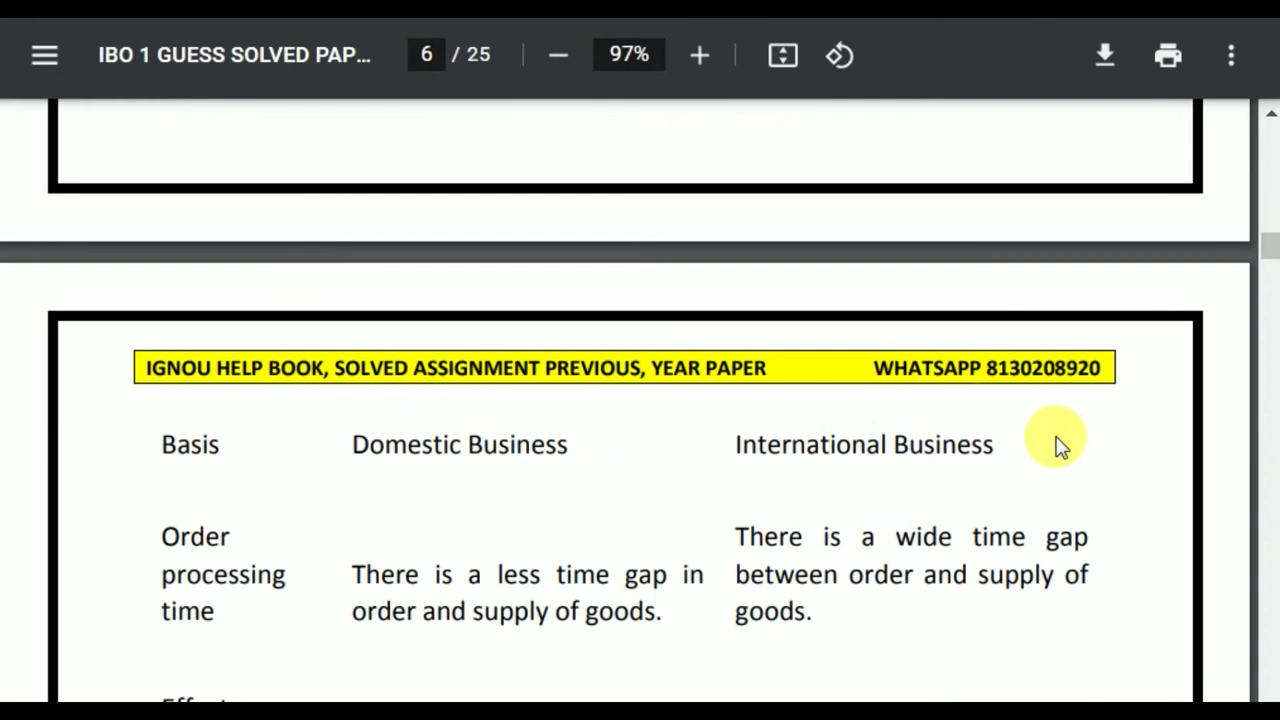 IBO 1 GUESS SOLVED PAP... 6 / 25 97%
IGNOU HELP BOOK, SOLVED ASSIGNMENT PREVIOUS, YEAR PAPER WHATSAPP 8130208920
Basis Domestic Business International Business
Order
processing
time
There is a less time gap in
order and supply of goods.
There is a wide time gap
between order and supply of
goods.